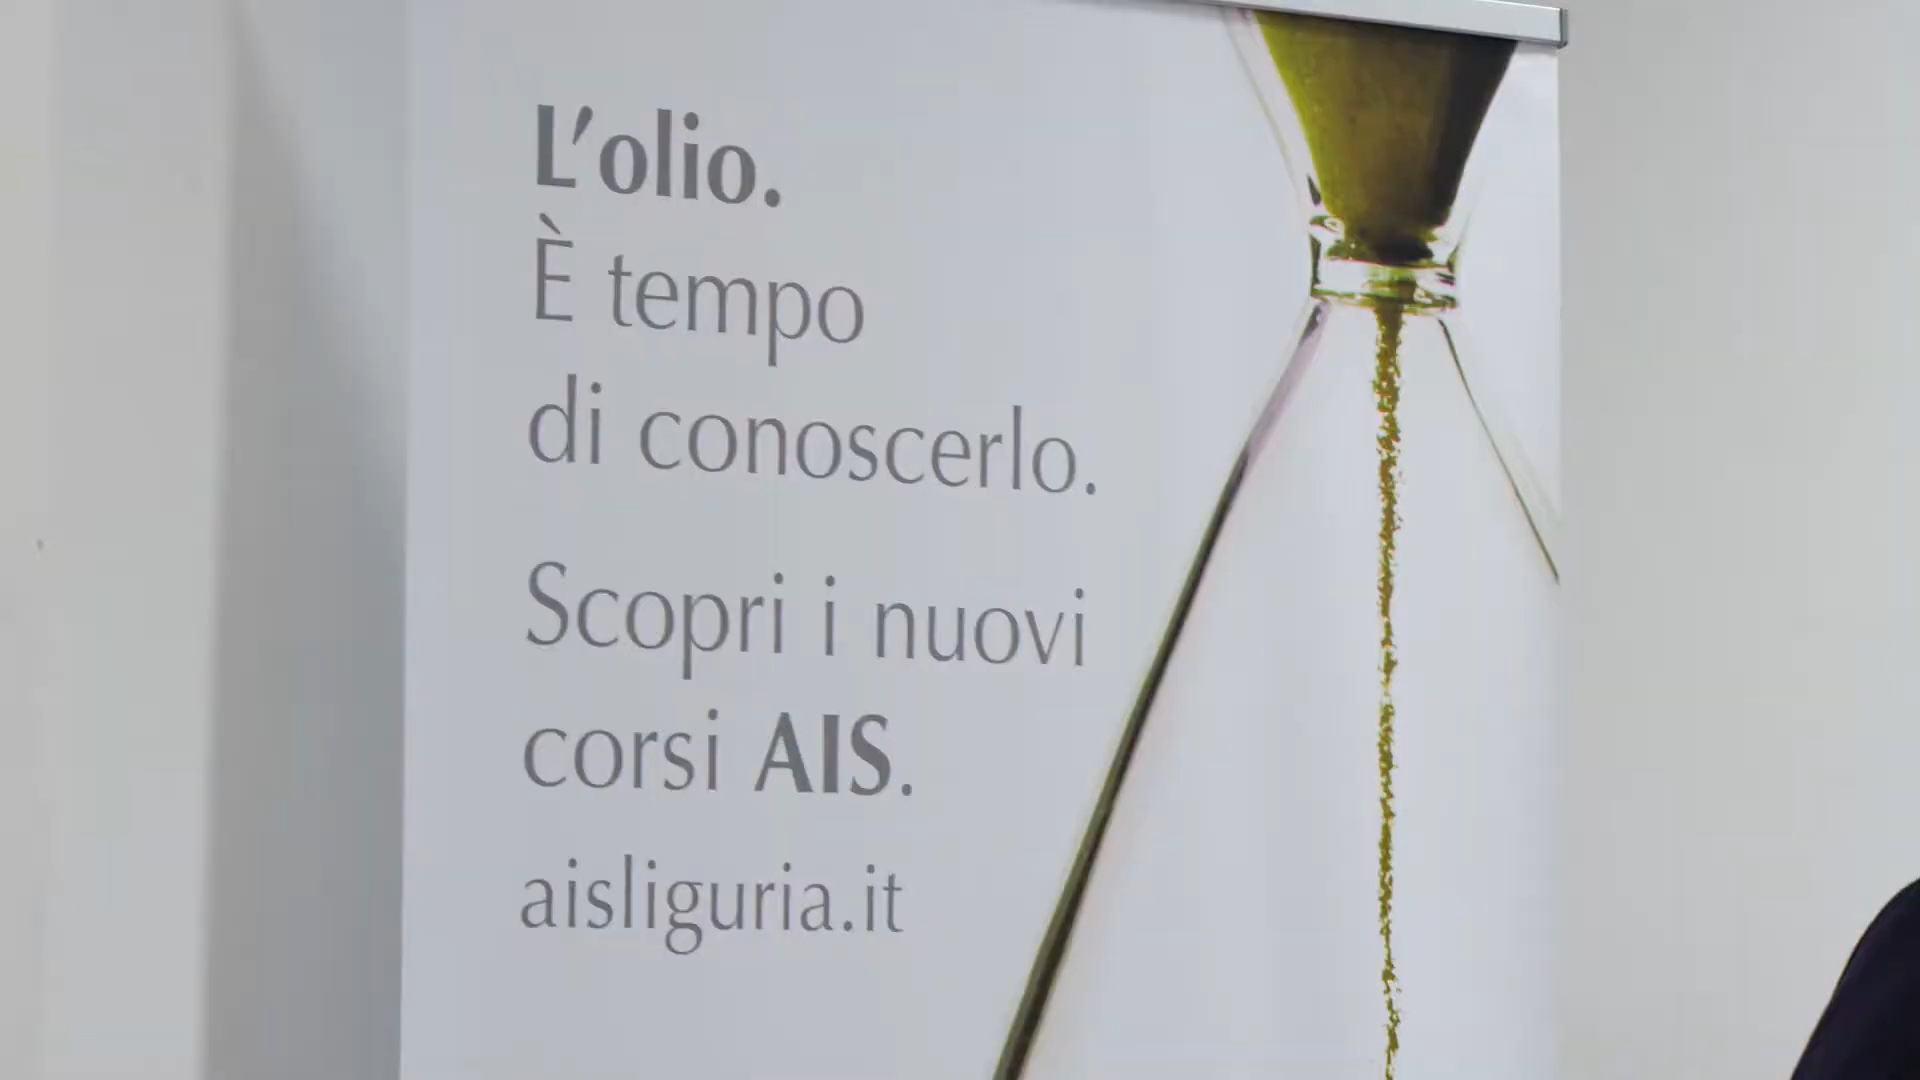 L'olio.
È tempo
di conoscerlo.
Scopri i nuovi
corsi AIS.
aisliguria.it